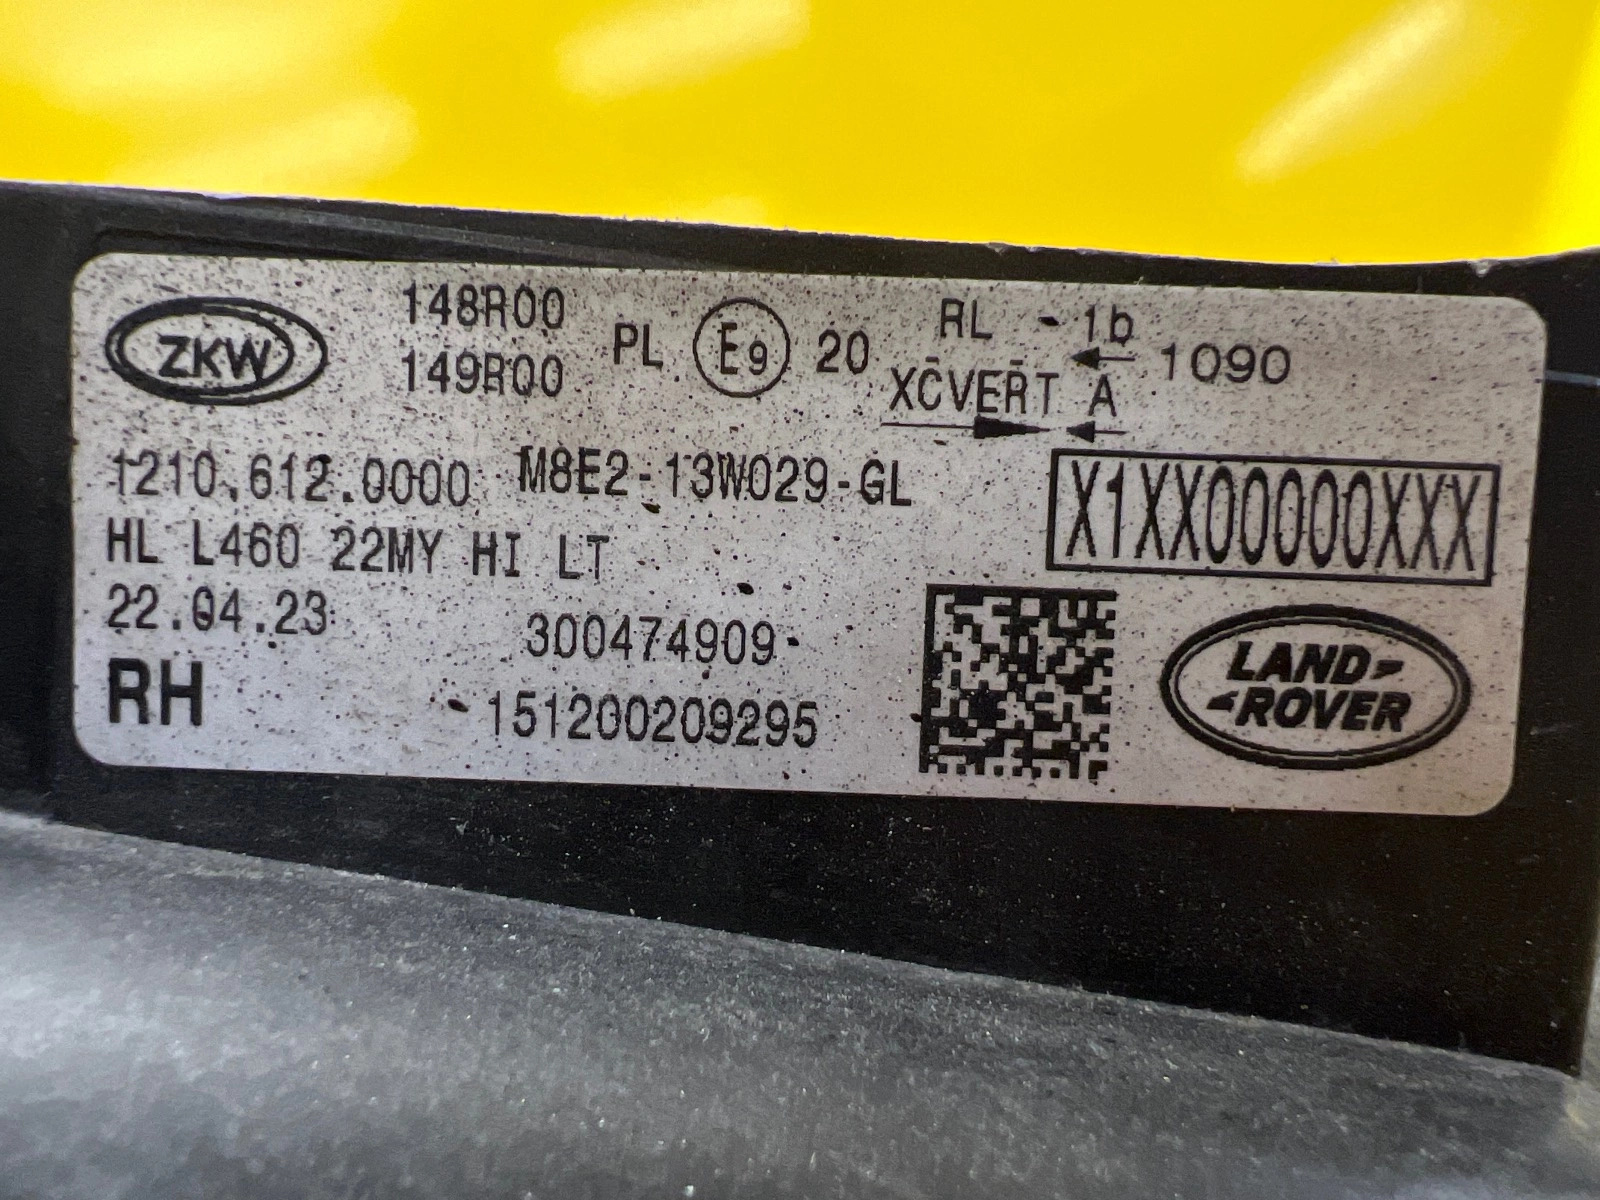 ZKW
148R00
149R00
PL E9 20
RL - 1b
X̄CVĒRT A
1090
1210.612.0000 M8E2-13W029-GL
X1XX00000XXX
HL L460 22MY HI LT
22.04.23
300474909
RH
151200209295
LAND
ROVER